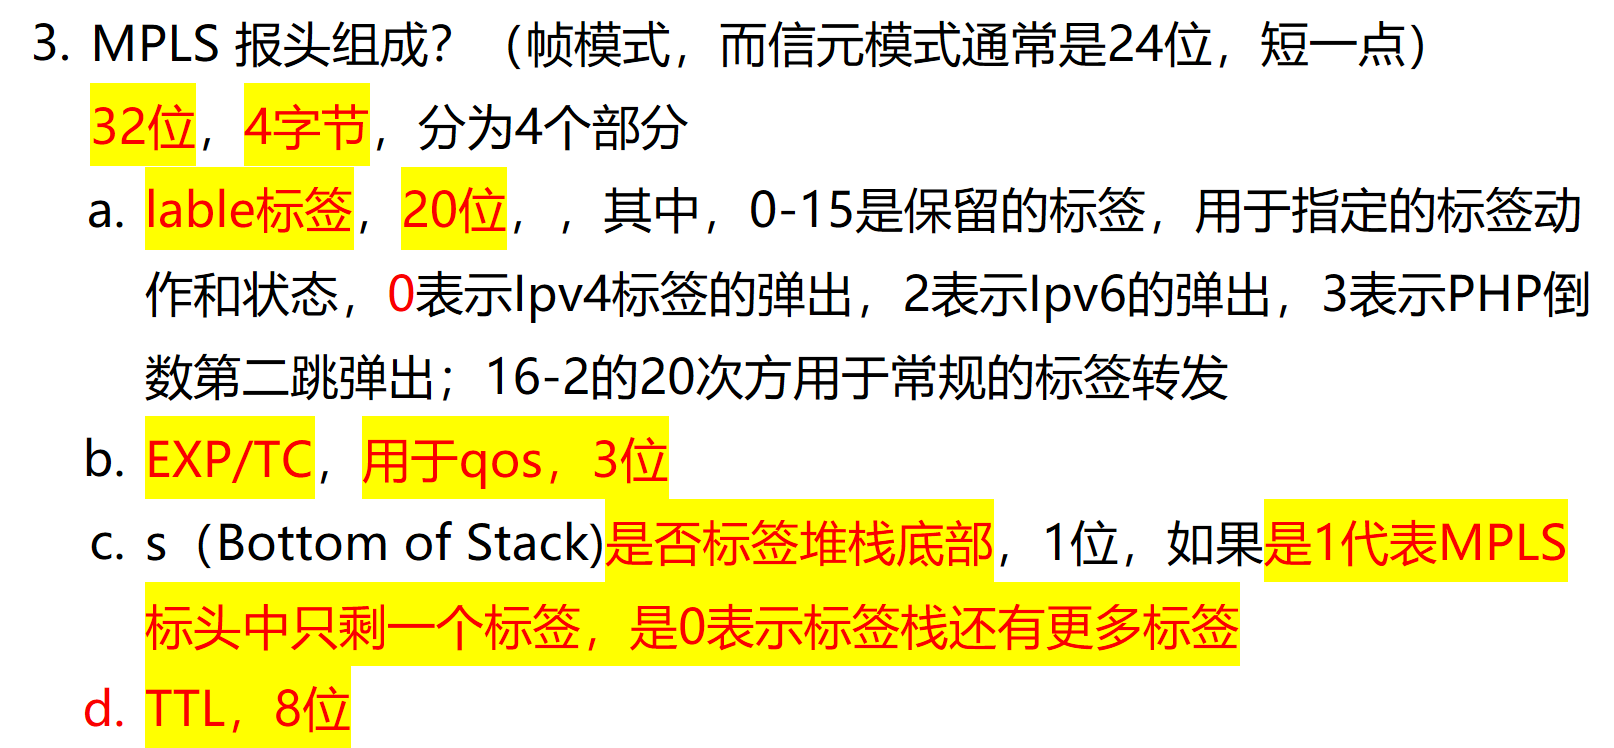 3. MPLS 报头组成？（帧模式，而信元模式通常是24位，短一点）
32位，4字节，分为4个部分
a. lable标签，20位，，其中，0-15是保留的标签，用于指定的标签动
作和状态，0表示Ipv4标签的弹出，2表示Ipv6的弹出，3表示PHP倒
数第二跳弹出；16-2的20次方用于常规的标签转发
b. EXP/TC，用于qos，3位
c. s（Bottom of Stack)是否标签堆栈底部，1位，如果是1代表MPLS
标头中只剩一个标签，是0表示标签栈还有更多标签
d. TTL，8位